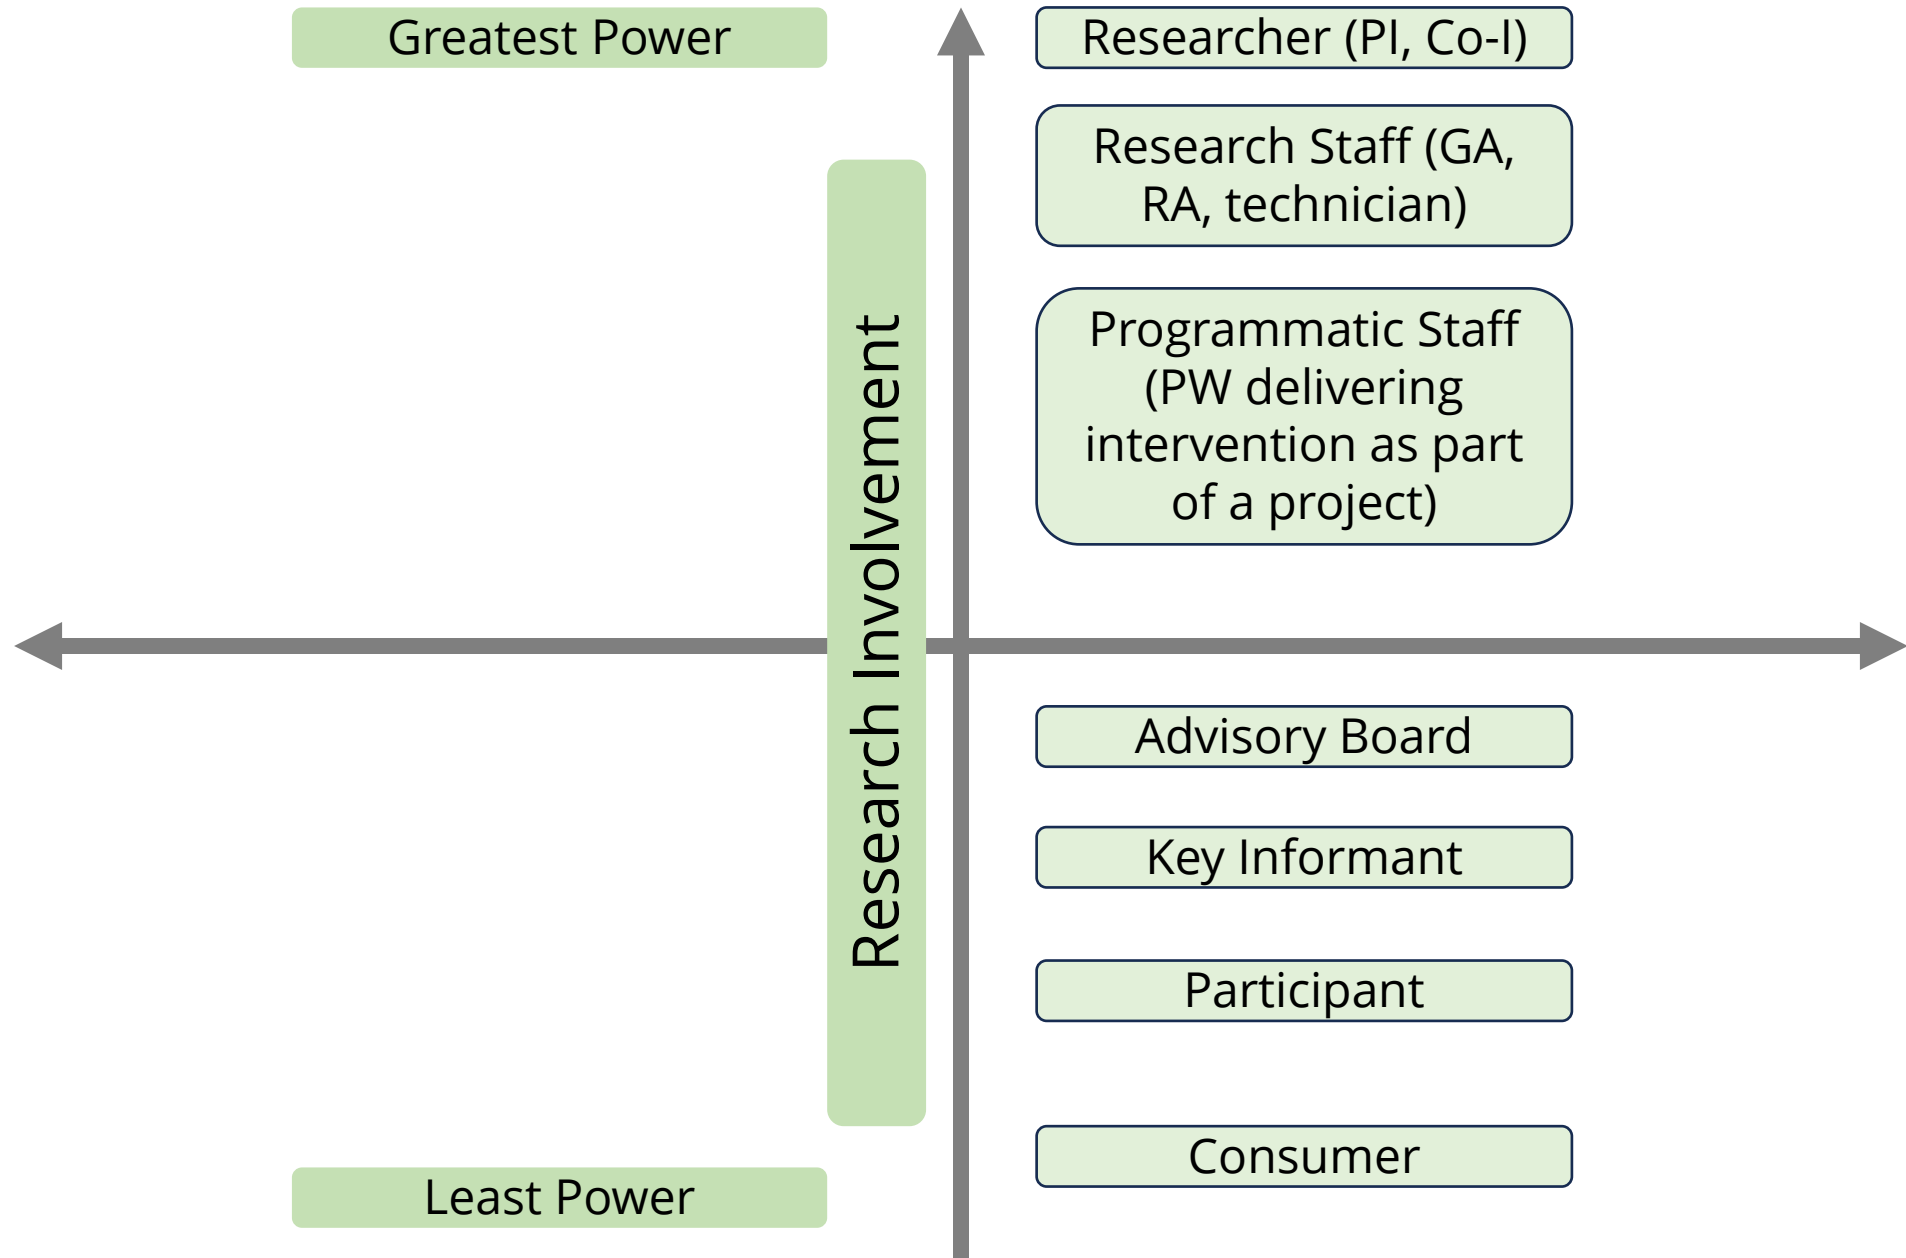 Greatest Power
Researcher (PI, Co-I)
Research Staff (GA,
RA, technician)
Programmatic Staff
(PW delivering
intervention as part
of a project)
Research Involvement
Advisory Board
Key Informant
Participant
Consumer
Least Power